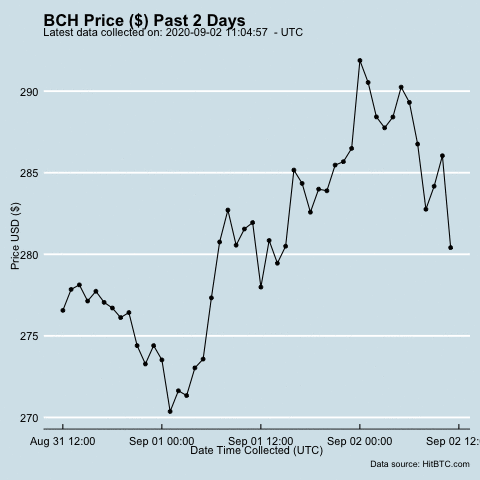 BCH Price ($) Past 2 Days
Latest data collected on: 2020-09-02 11:04:57 - UTC
290
285
280
275
270
Price USD ($)
Aug 31 12:00 Sep 01 00:00 Sep 01 12:00 Sep 02 00:00 Sep 02 12:
Date Time Collected (UTC)
Data source: HitBTC.com